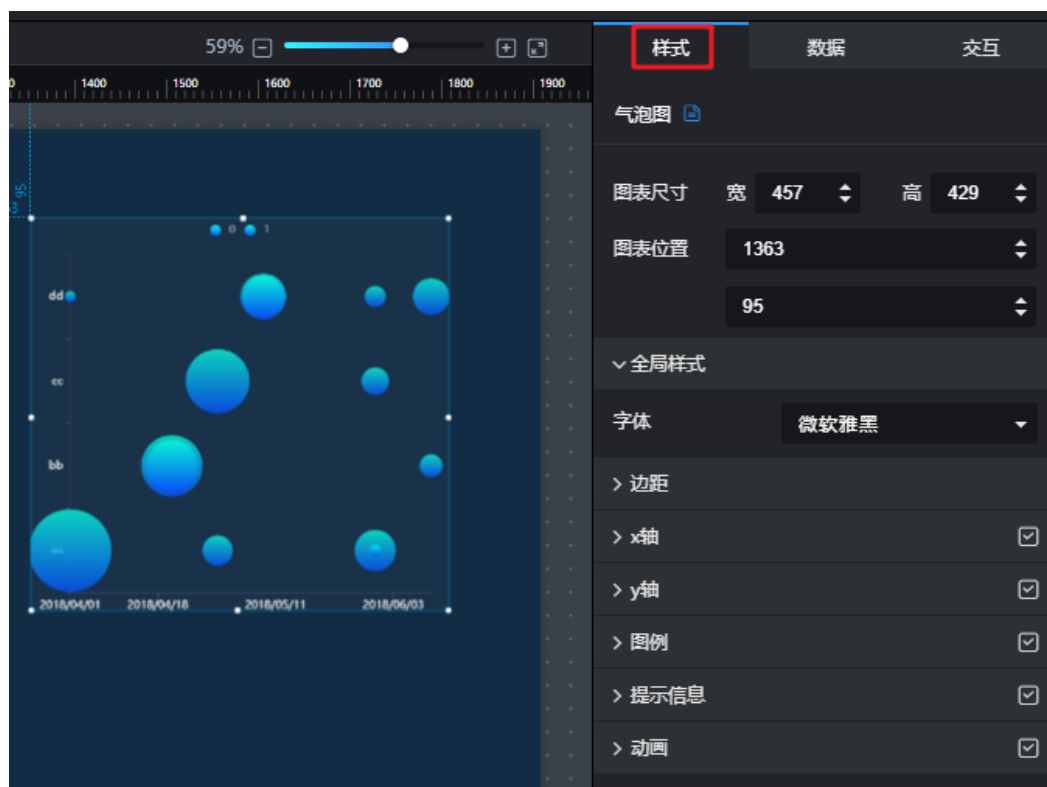 59%
样式 数据 交互
1400 1500 1600 1700 1800 1900
气泡图
图表尺寸 宽 457 高 429
95
0 1
图表位置 1363
dd
95
全局样式
cc
字体 微软雅黑
bb
边距
x轴
y轴
2018/04/01 2018/04/18 2018/05/11 2018/06/03
图例
提示信息
动画